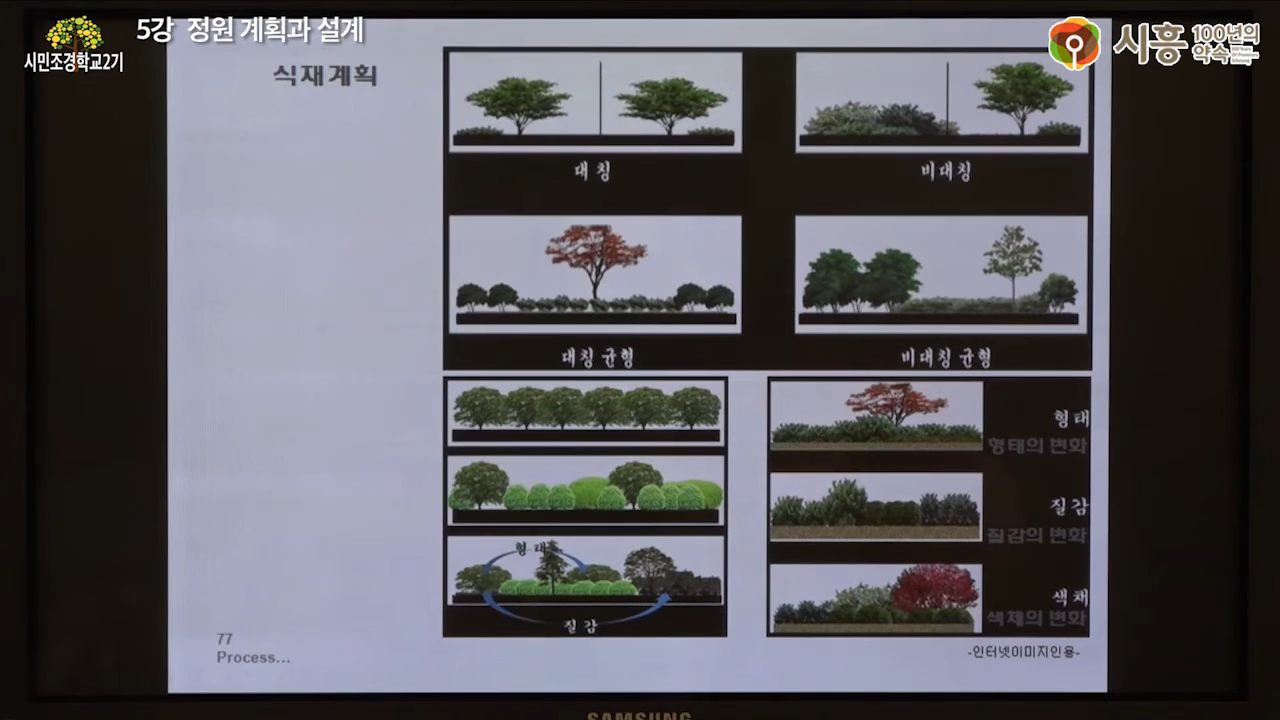 5강 정원 계획과 설계
시민조경학교2기
시흥 100년의 약속
식재계획
대칭
비대칭
대칭 균형
비대칭 균형
형태
질감
형태
형태의 변화
질감
질감의 변화
색채
색채의 변화
77
Process...
-인터넷이미지인용-
SAMSUNG